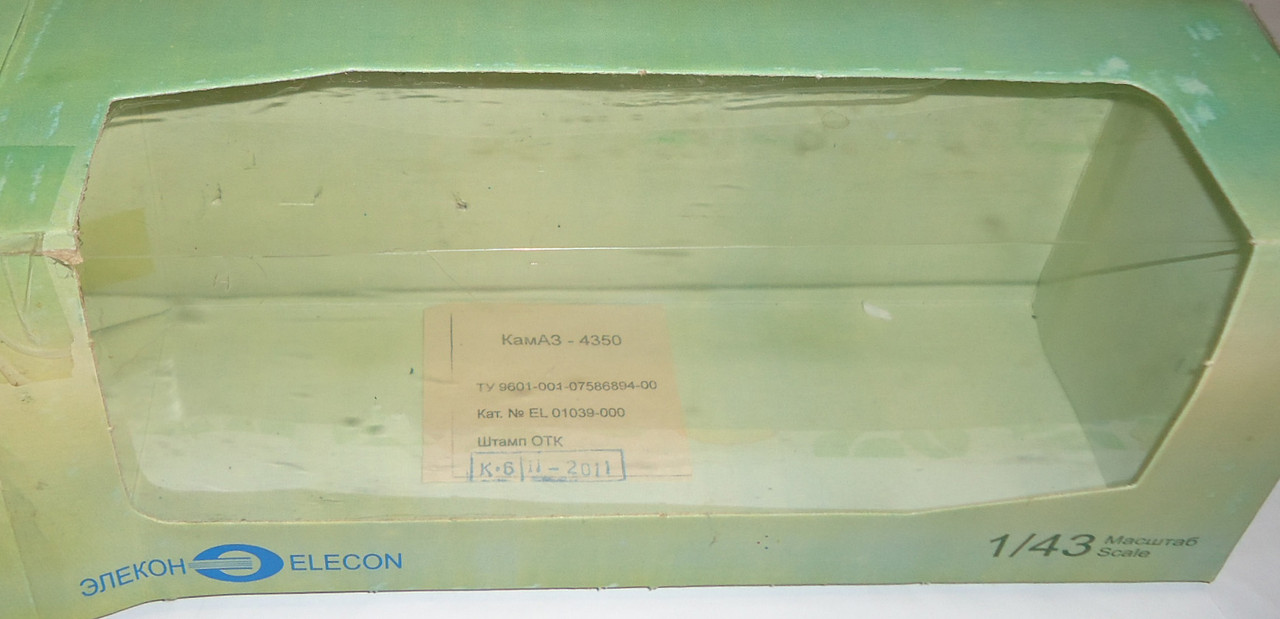 КамАЗ - 4350
ТУ 9601-001-07586894-00
Кат. № EL 01039-000
Штамп ОТК
К·6 II - 2011
ЭЛЕКОН ELECON
1/43 Масштаб
Scale